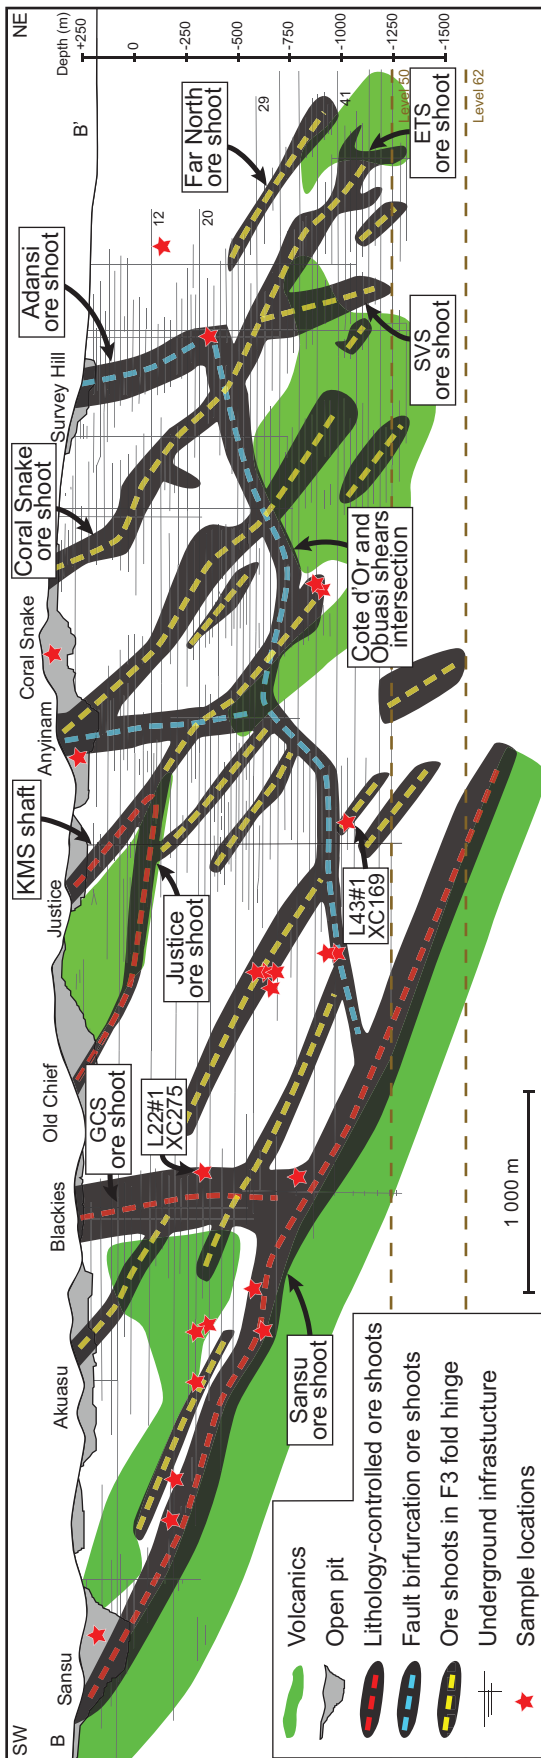 SW
NE
B
B'
Sansu
Akuasu
Blackies
Old Chief
Justice
Anyinam
Coral Snake
Survey Hill
Depth (m)
+250
0
-250
-500
-750
-1000
-1250
-1500
Level 50
Level 62
12
20
29
41
GCS
ore shoot
L22#1
XC275
KMS shaft
Justice
ore shoot
L43#1
XC169
Coral Snake
ore shoot
Adansi
ore shoot
Far North
ore shoot
ETS
ore shoot
SVS
ore shoot
Cote d'Or and
Obuasi shears
intersection
Sansu
ore shoot
1 000 m
Volcanics
Open pit
Lithology-controlled ore shoots
Fault birfurcation ore shoots
Ore shoots in F3 fold hinge
Underground infrastucture
Sample locations